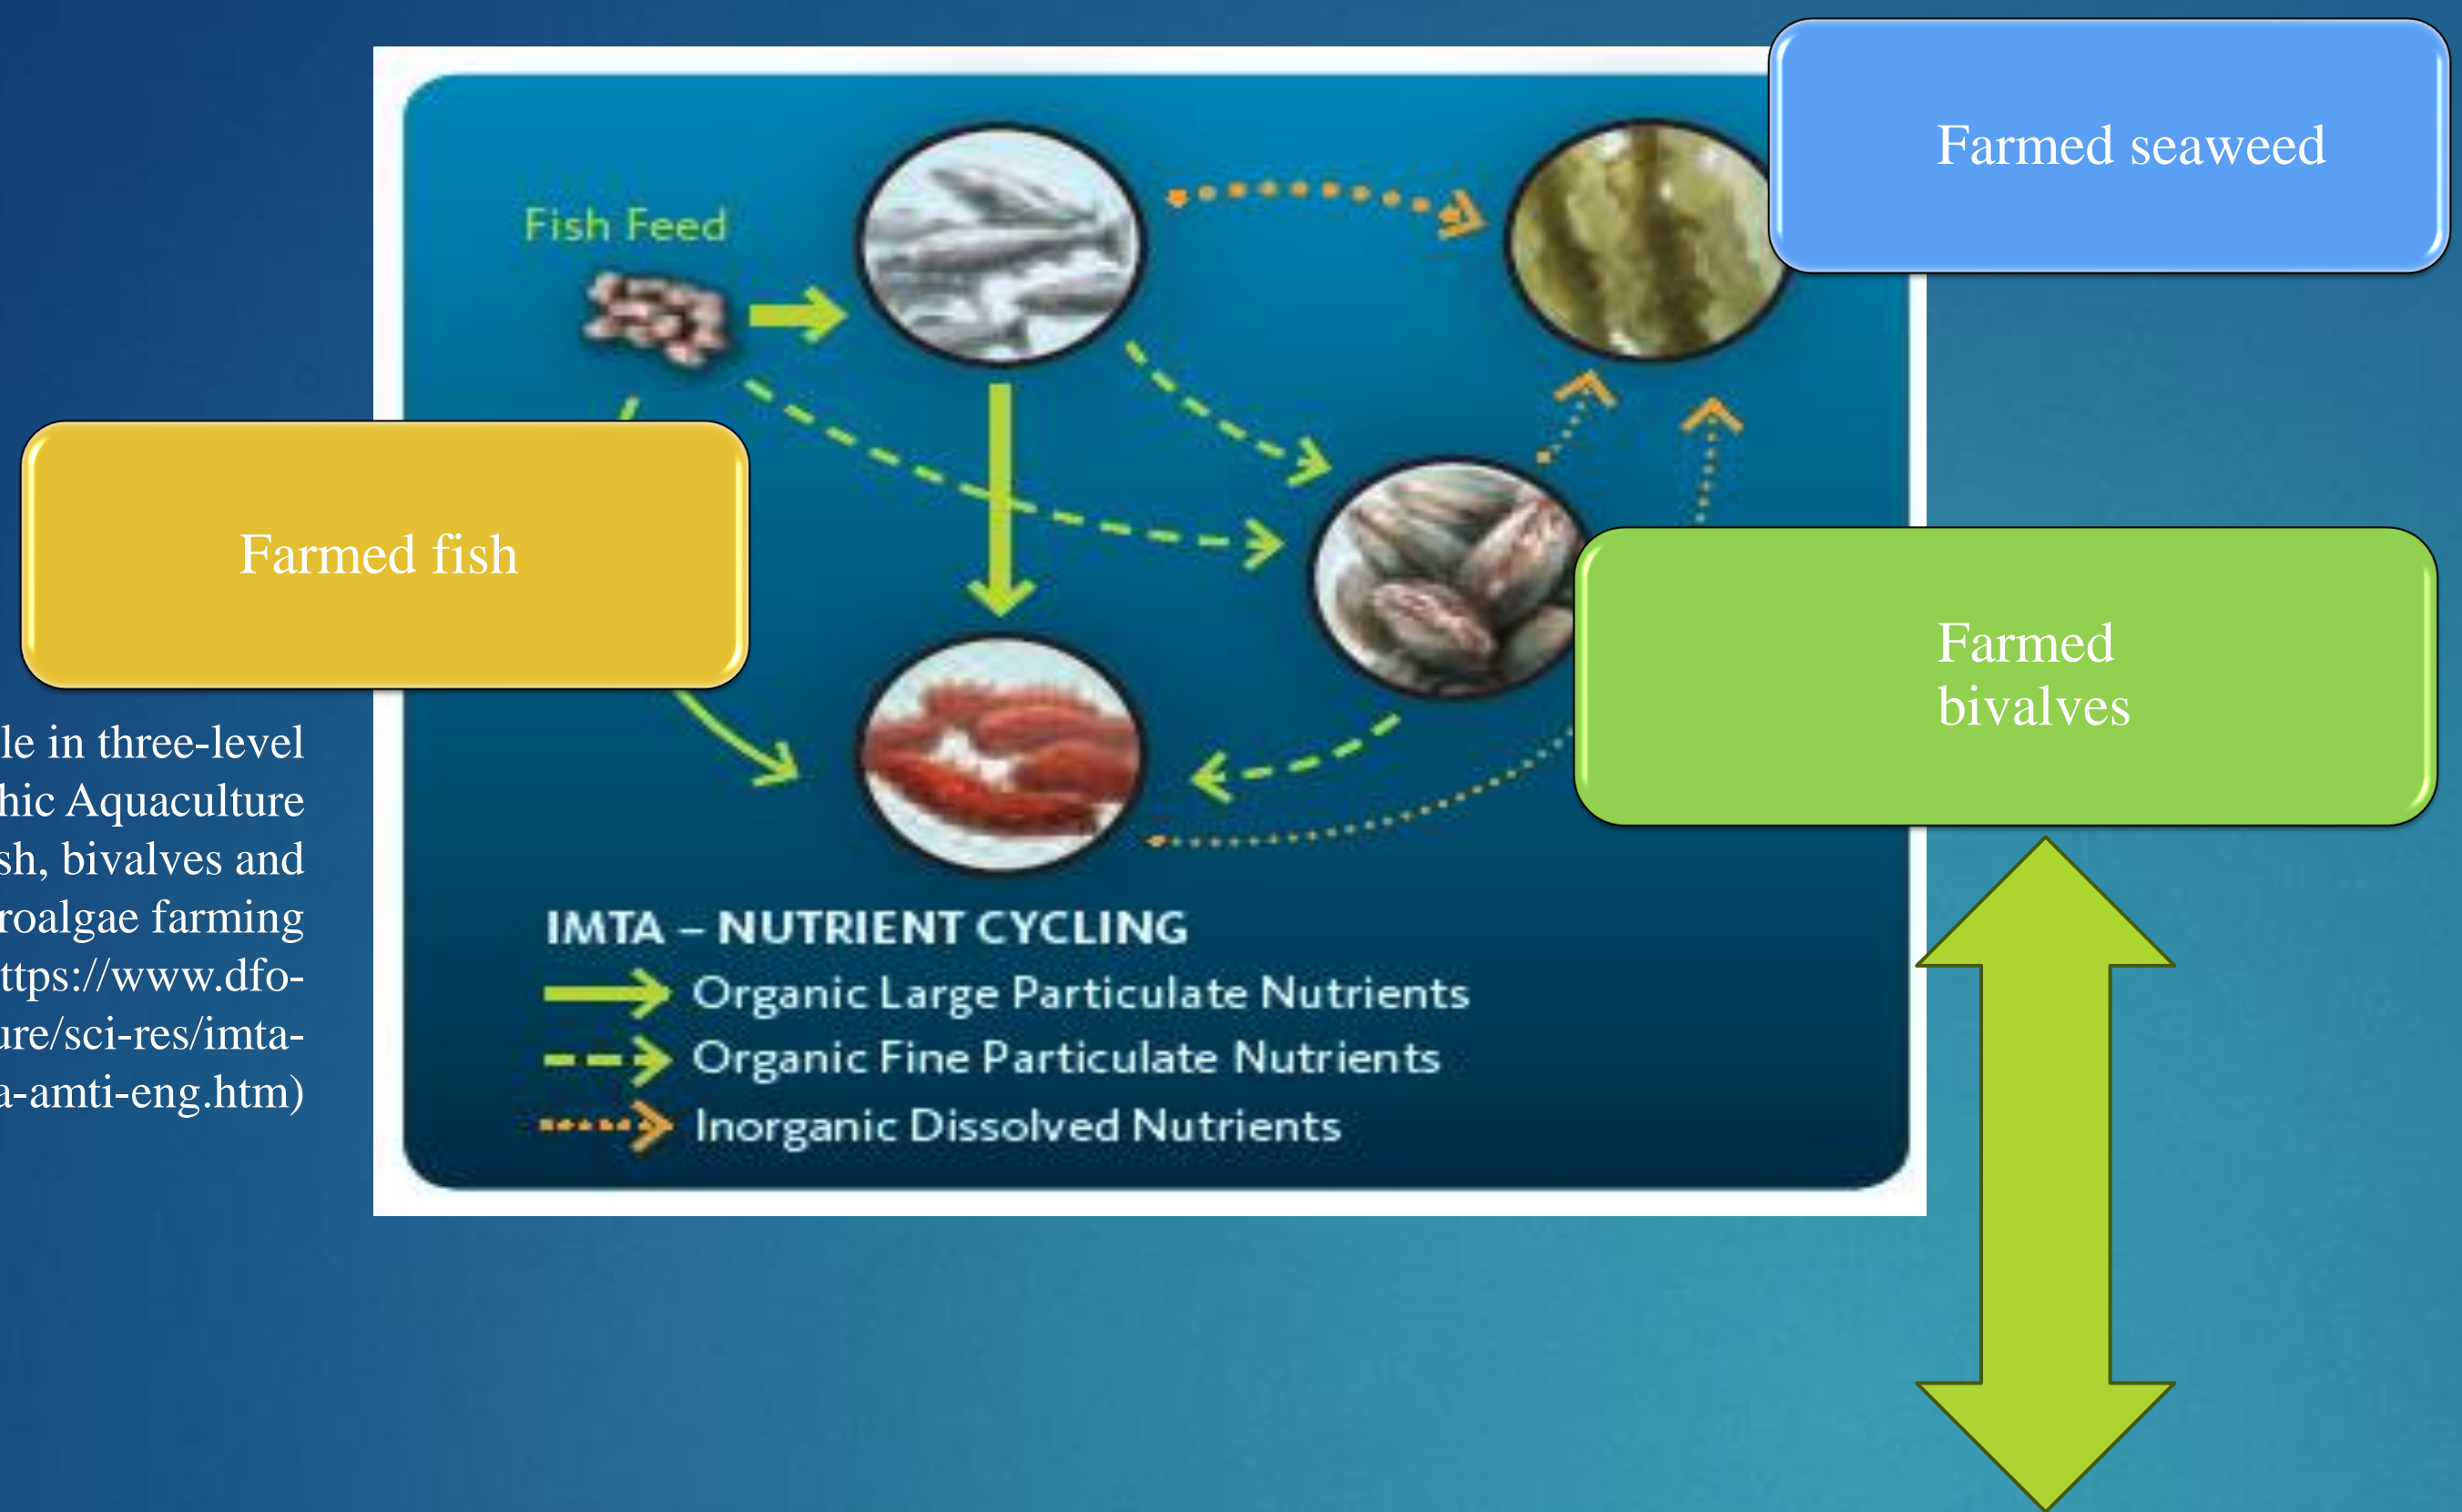 Farmed seaweed
Fish Feed
Farmed fish
Farmed
bivalves
le in three-level
hic Aquaculture
sh, bivalves and
roalgae farming
ttps://www.dfo-
ure/sci-res/imta-
a-amti-eng.htm)
IMTA – NUTRIENT CYCLING
Organic Large Particulate Nutrients
Organic Fine Particulate Nutrients
Inorganic Dissolved Nutrients